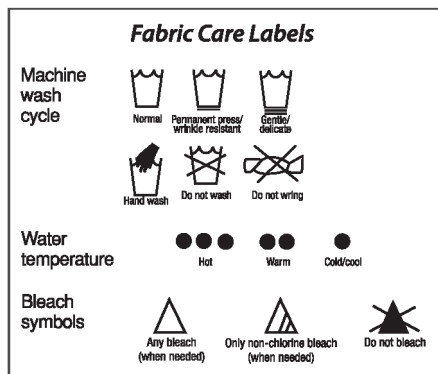 Fabric Care Labels
Machine
wash
cycle
Normal
Permanent press/
wrinkle resistant
Gentle/
delicate
Hand wash
Do not wash
Do not wring
Water
temperature
Hot
Warm
Cold/cool
Bleach
symbols
Any bleach
(when needed)
Only non-chlorine bleach
(when needed)
Do not bleach